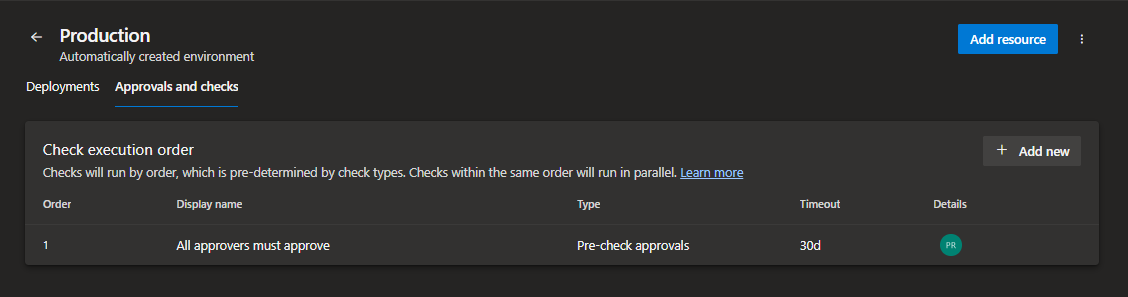 Production
Add resource
Automatically created environment
Deployments Approvals and checks
Check execution order
Add new
Checks will run by order, which is pre-determined by check types. Checks within the same order will run in parallel. Learn more
Order Display name Type Timeout Details
1 All approvers must approve Pre-check approvals 30d PR